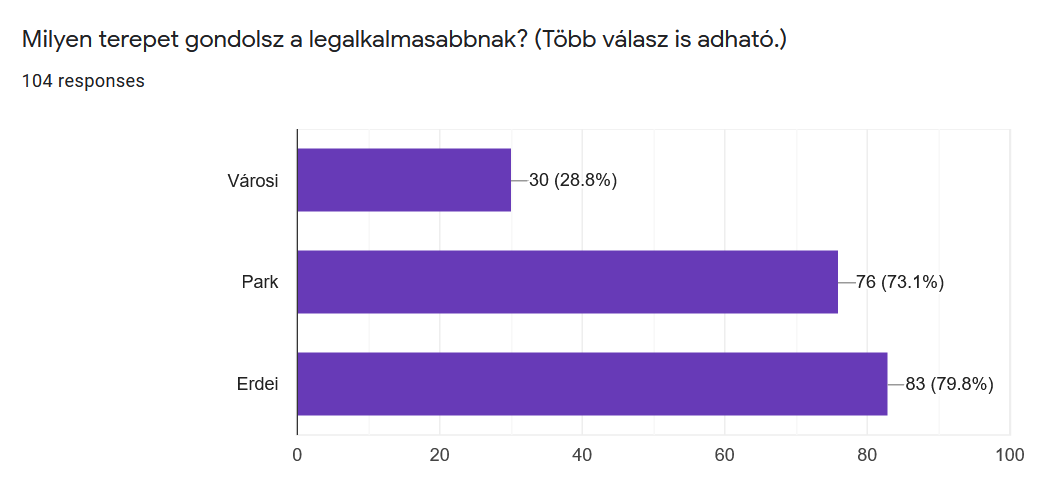 Milyen terepet gondolsz a legalkalmasabbnak? (Több válasz is adható.)
104 responses
Városi
30 (28.8%)
Park
76 (73.1%)
Erdei
83 (79.8%)
0 20 40 60 80 100